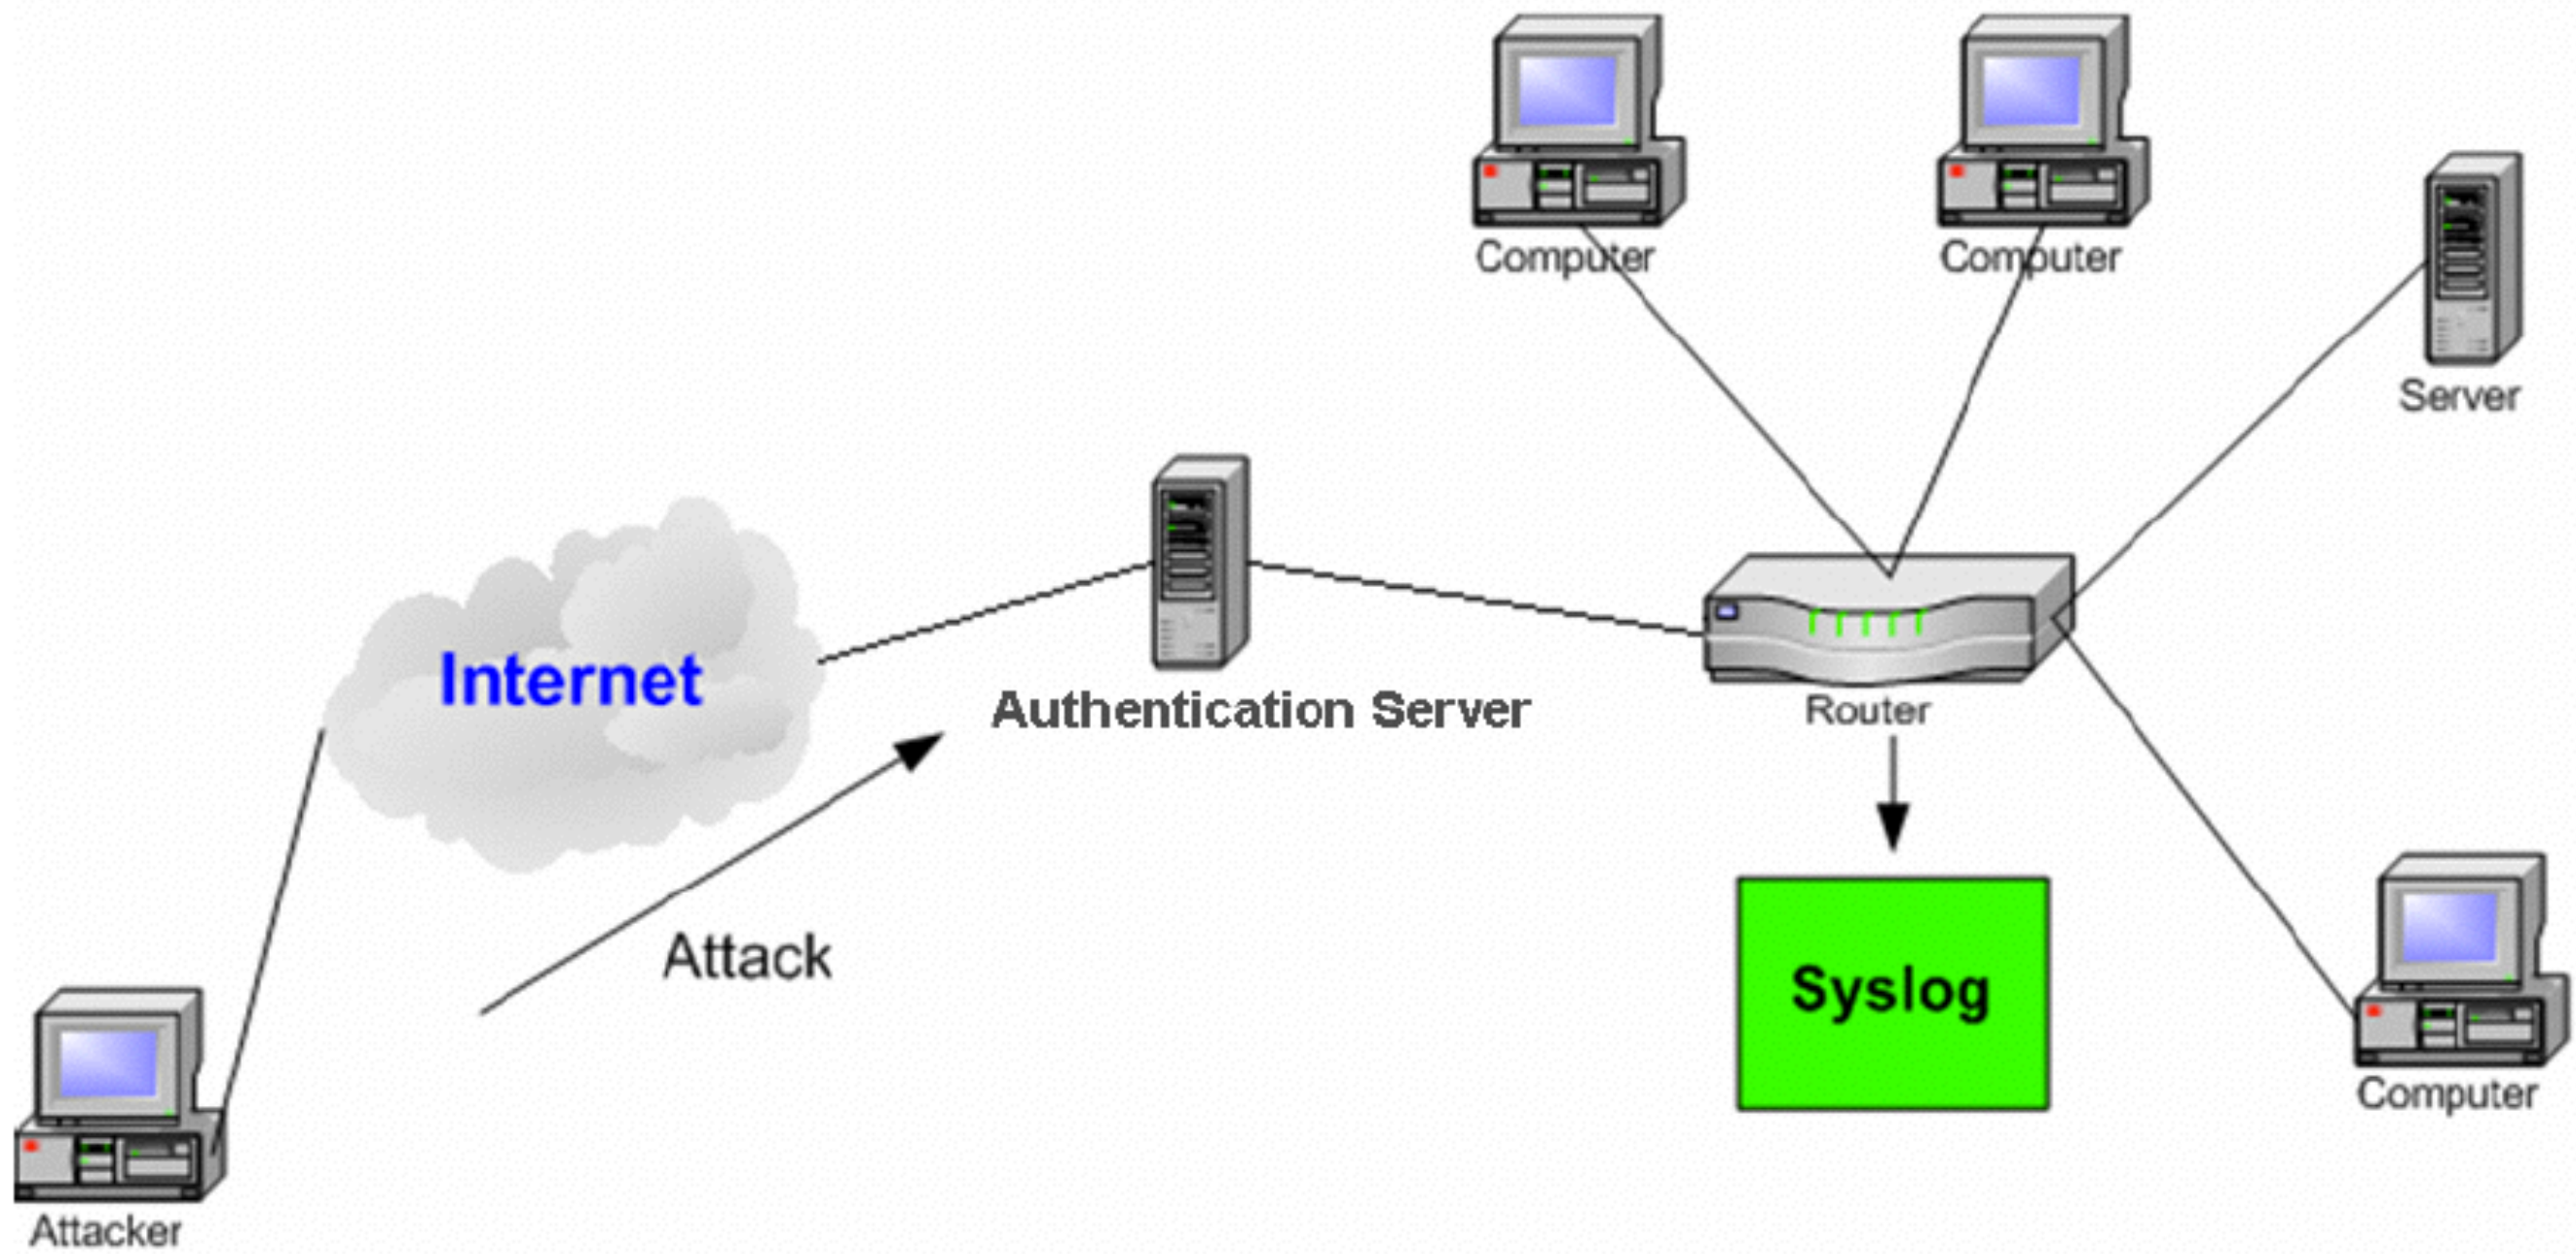 Computer
Computer
Server
Internet
Authentication Server
Router
Attack
Syslog
Computer
Attacker